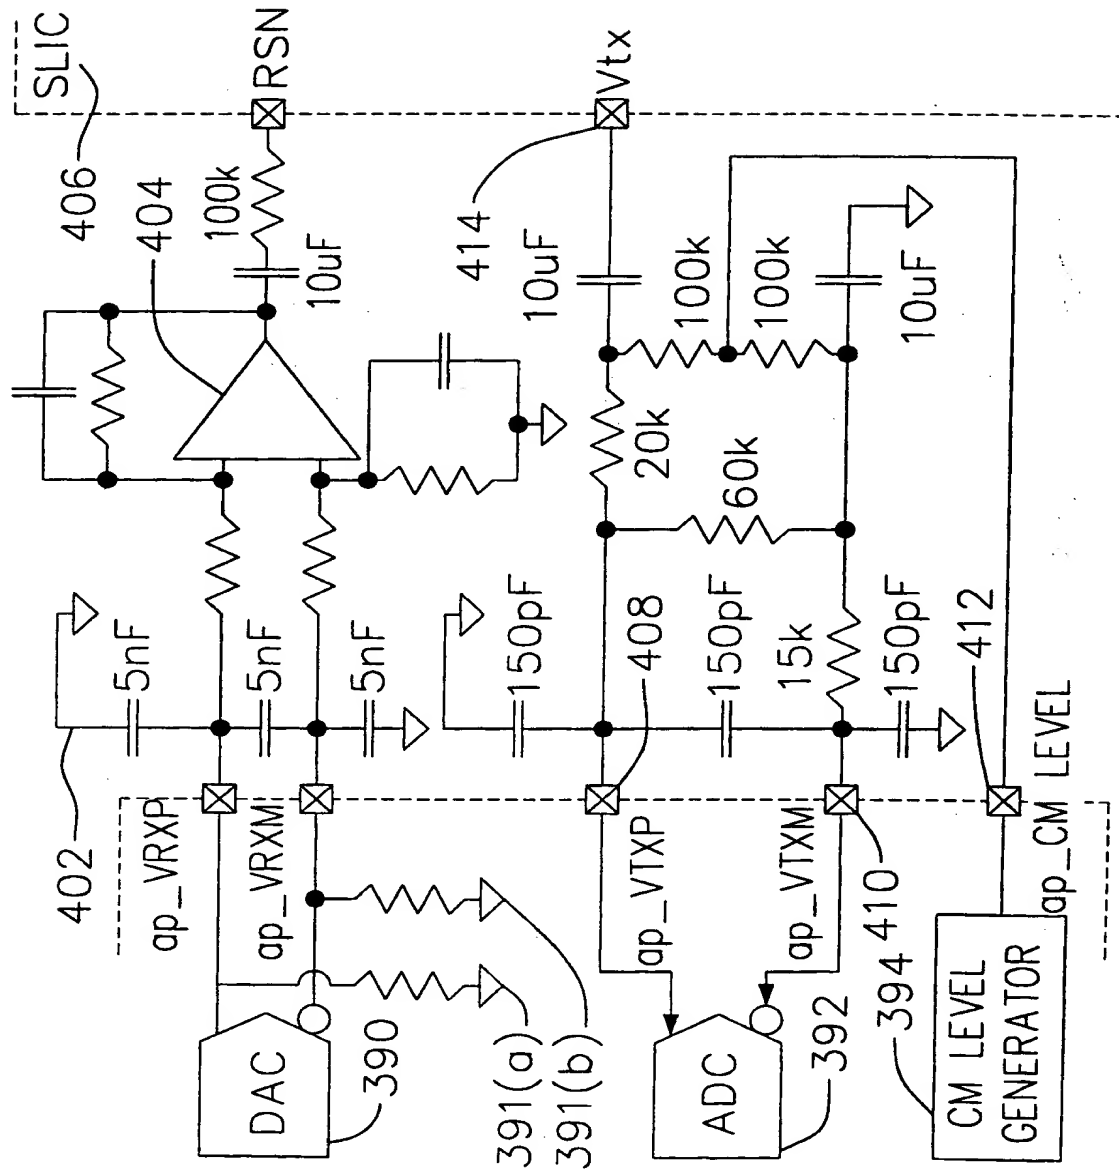 SLIC
406
RSN
404
100k
10uF
402
5nF
5nF
5nF
ap_VRXP
ap_VRXM
DAC
390
391(a)
391(b)
Vtx
414
10uF
100k
100k
10uF
20k
60k
150pF
150pF
15k
150pF
408
ap_VTXP
ap_VTXM
410
ADC
392
412
ap_CM LEVEL
394
CM LEVEL
GENERATOR